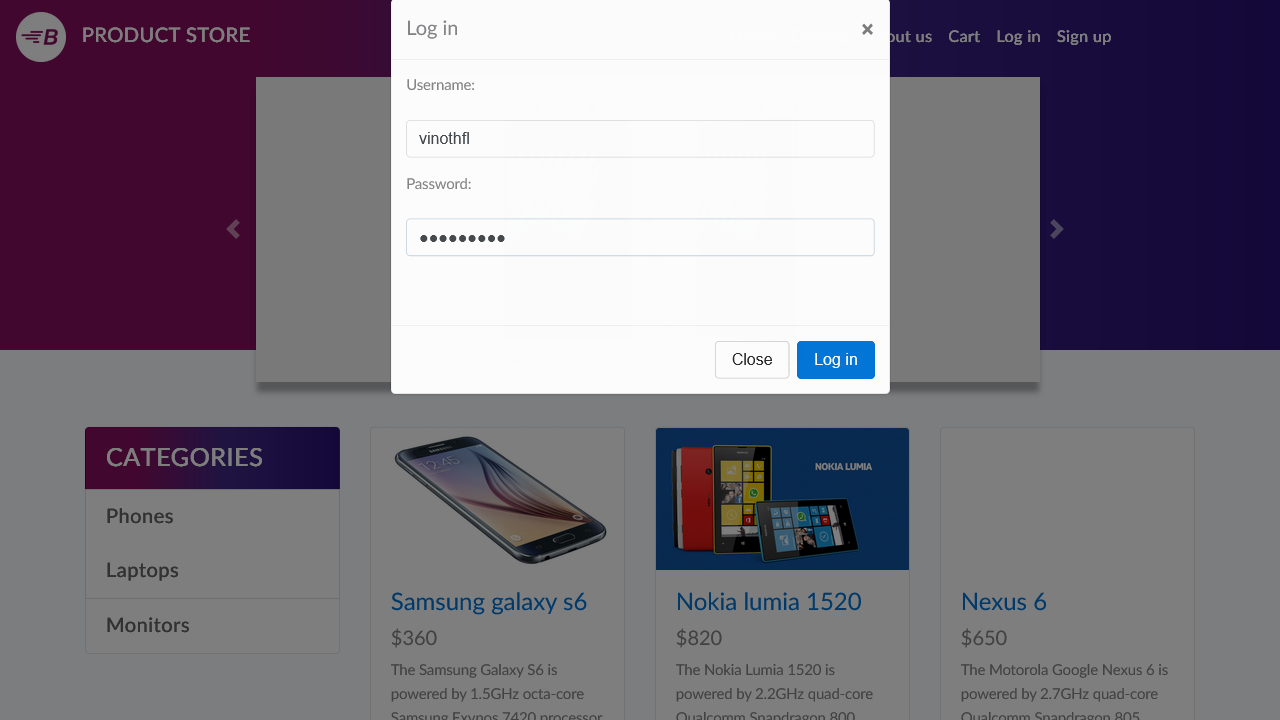 PRODUCT STORE
out us Cart Log in Sign up
Log in
×
Username:
vinothfl
Password:
•••••••••
Close
Log in
CATEGORIES
Phones
Laptops
Monitors
12:45
NOKIA LUMIA
Samsung galaxy s6
$360
The Samsung Galaxy S6 is
powered by 1.5GHz octa-core
Samsung Exynos 7420 processor
Nokia lumia 1520
$820
The Nokia Lumia 1520 is
powered by 2.2GHz quad-core
Qualcomm Snapdragon 800
Nexus 6
$650
The Motorola Google Nexus 6 is
powered by 2.7GHz quad-core
Qualcomm Snapdragon 805